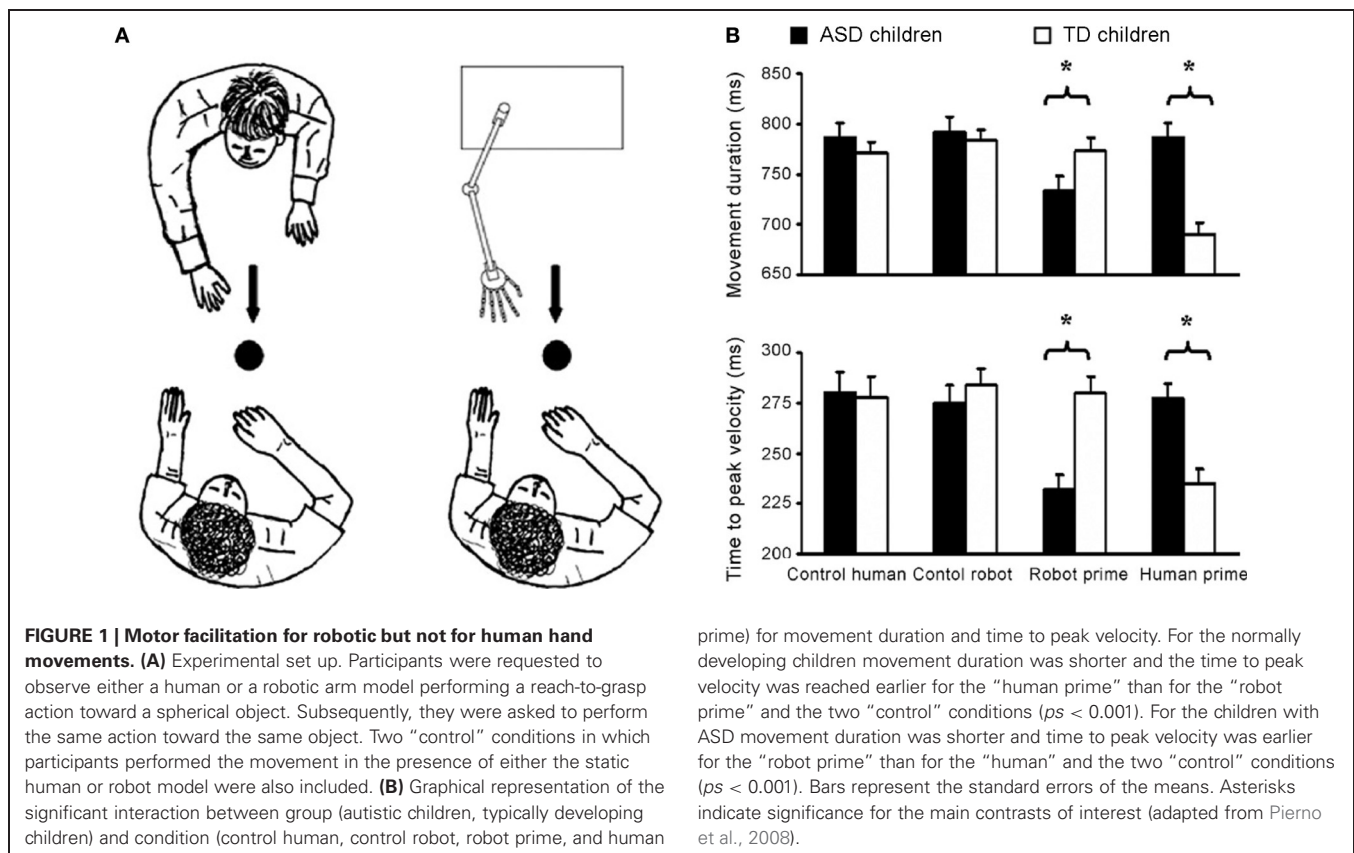 A
B
ASD children
TD children
Movement duration (ms)
850
800
750
700
650
*
*
Time to peak velocity (ms)
300
275
250
225
200
*
*
Control human
Contol robot
Robot prime
Human prime
FIGURE 1 | Motor facilitation for robotic but not for human hand
movements. (A) Experimental set up. Participants were requested to
observe either a human or a robotic arm model performing a reach-to-grasp
action toward a spherical object. Subsequently, they were asked to perform
the same action toward the same object. Two “control” conditions in which
participants performed the movement in the presence of either the static
human or robot model were also included. (B) Graphical representation of the
significant interaction between group (autistic children, typically developing
children) and condition (control human, control robot, robot prime, and human
prime) for movement duration and time to peak velocity. For the normally
developing children movement duration was shorter and the time to peak
velocity was reached earlier for the “human prime” than for the “robot
prime” and the two “control” conditions (ps < 0.001). For the children with
ASD movement duration was shorter and time to peak velocity was earlier
for the “robot prime” than for the “human” and the two “control” conditions
(ps < 0.001). Bars represent the standard errors of the means. Asterisks
indicate significance for the main contrasts of interest (adapted from Pierno
et al., 2008).